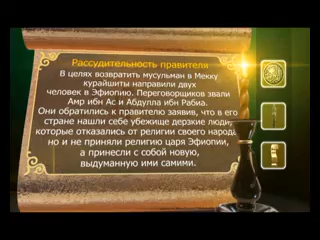 Рассудительность правителя
В целях возвратить мусульман в Мекку
курайшиты направили двух
человек в Эфиопию. Переговорщиков звали
Амр ибн Ас и Абдулла ибн Рабиа.
Они обратились к правителю заявив, что в его
стране нашли себе убежище дерзкие люди,
которые отказались от религии своего народа
но и не приняли религию царя Эфиопии,
а принесли с собой новую,
выдуманную ими самими.